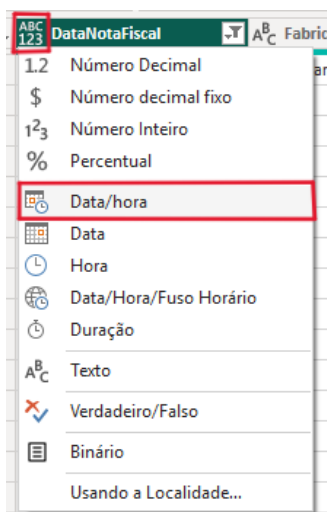 ABC 123 DataNotaFiscal ABC Fabric
1.2 Número Decimal
$ Número decimal fixo
123 Número Inteiro
% Percentual
Data/hora
Data
Hora
Data/Hora/Fuso Horário
Duração
ABC Texto
Verdadeiro/Falso
Binário
Usando a Localidade...